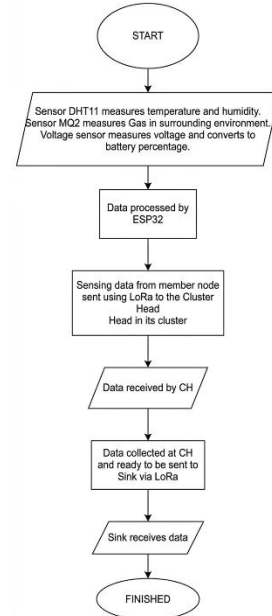 START
Sensor DHT11 measures temperature and humidity.
Sensor MQ2 measures Gas in surrounding environment.
Voltage sensor measures voltage and converts to
battery percentage.
Data processed by
ESP32
Sensing data from member node
sent using LoRa to the Cluster
Head
Head in its cluster
Data received by CH
Data collected at CH
and ready to be sent to
Sink via LoRa
Sink receives data
FINISHED